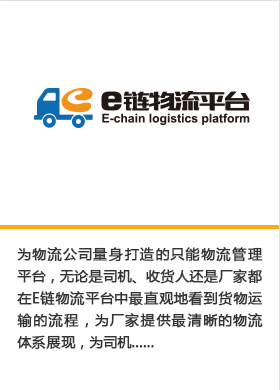 e链物流平台
E-chain logistics platform
为物流公司量身打造的只能物流管理
平台，无论是司机、收货人还是厂家都
在E链物流平台中最直观地看到货物运
输的流程，为厂家提供最清晰的物流
体系展现，为司机......